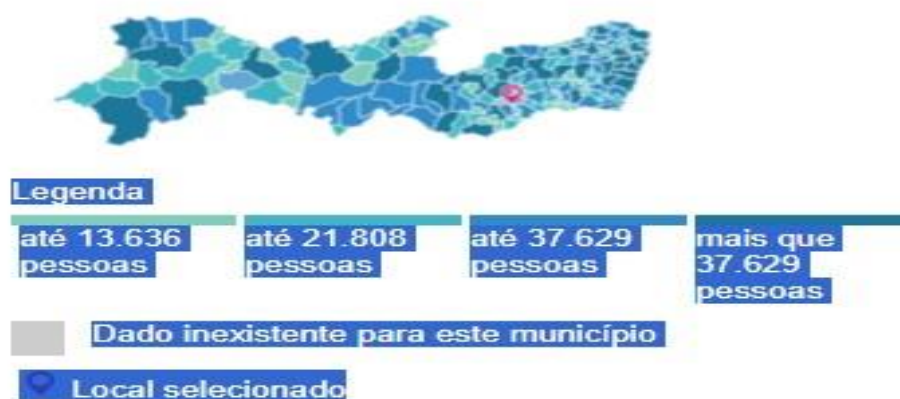 Legenda
até 13.636 até 21.808 até 37.629 mais que
pessoas pessoas pessoas 37.629
pessoas
Dado inexistente para este município
Local selecionado